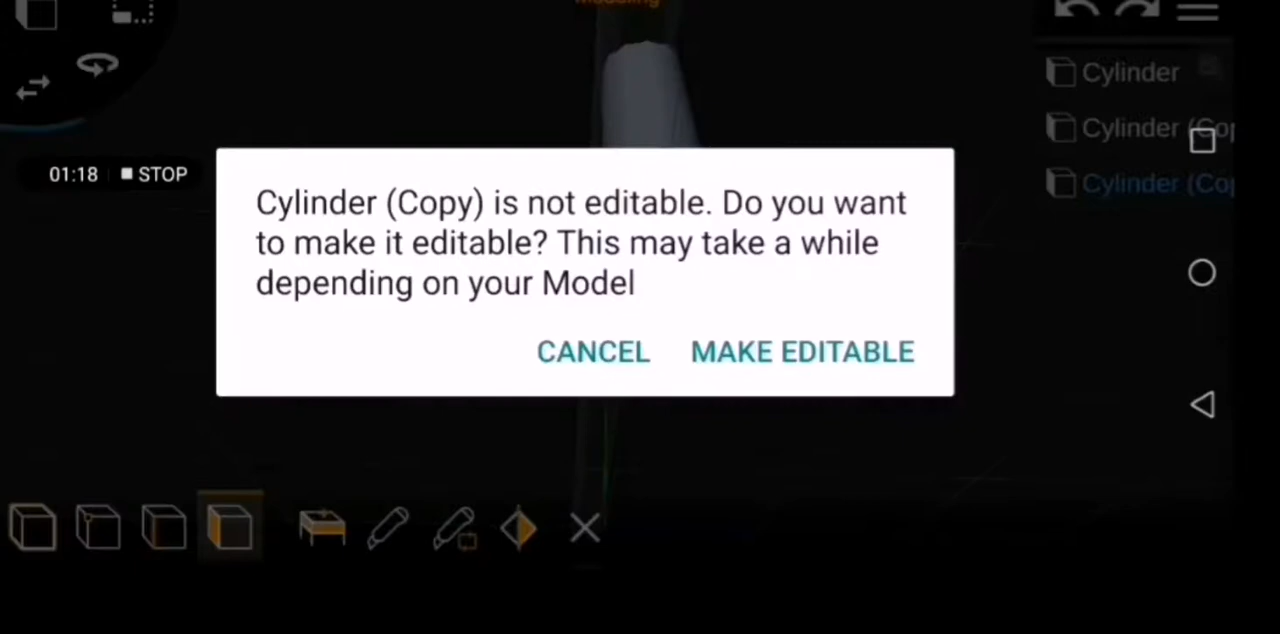 Cylinder
Cylinder (Cop
Cylinder (Cop
01:18 STOP
Cylinder (Copy) is not editable. Do you want
to make it editable? This may take a while
depending on your Model
CANCEL MAKE EDITABLE